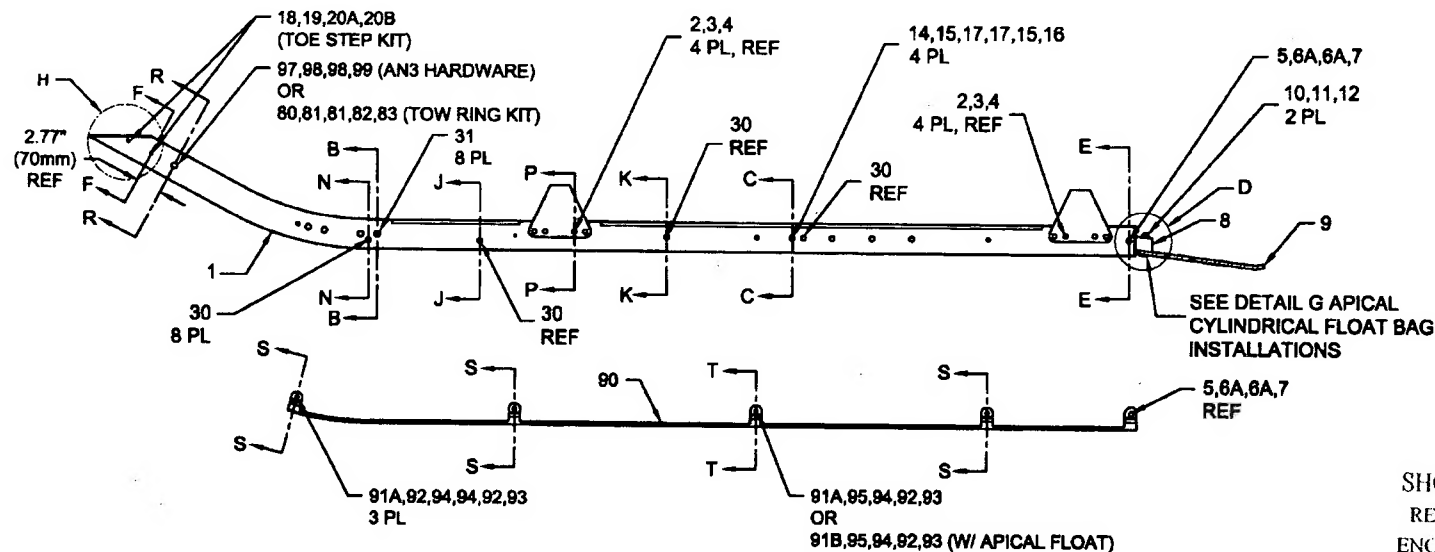 18,19,20A,20B
(TOE STEP KIT)
97,98,98,99 (AN3 HARDWARE)
OR
80,81,81,82,83 (TOW RING KIT)
H
R
F
2.77"
(70mm)
REF
F
R
1
31
8 PL
B
N
30
8 PL
N
B
J
J
30
REF
2,3,4
4 PL, REF
P
P
30
REF
K
K
14,15,17,17,15,16
4 PL
C
C
30
REF
2,3,4
4 PL, REF
E
E
5,6A,6A,7
10,11,12
2 PL
D
8
9
SEE DETAIL G APICAL
CYLINDRICAL FLOAT BAG
INSTALLATIONS
S
S
S
S
90
T
T
S
S
5,6A,6A,7
REF
91A,92,94,94,92,93
3 PL
91A,95,94,92,93
OR
91B,95,94,92,93 (W/ APICAL FLOAT)